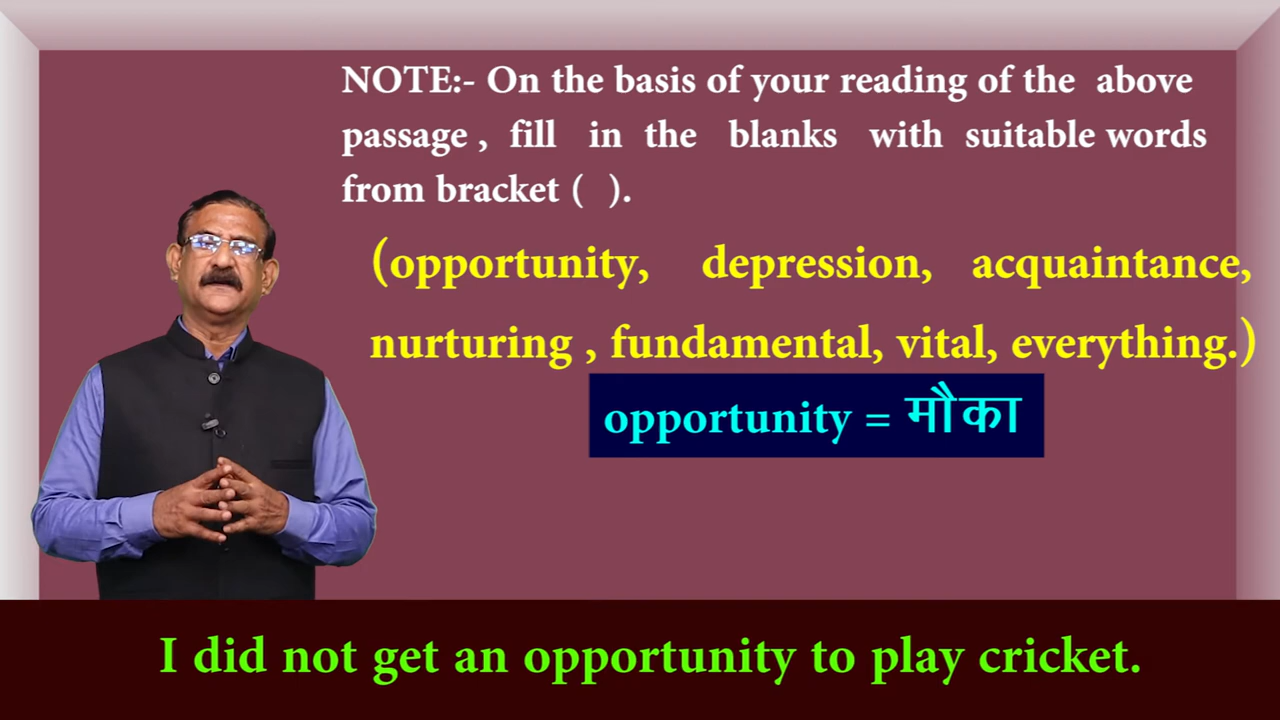 NOTE:- On the basis of your reading of the above
passage , fill in the blanks with suitable words
from bracket ( ).
(opportunity, depression, acquaintance,
nurturing , fundamental, vital, everything.)
opportunity = मौका
I did not get an opportunity to play cricket.